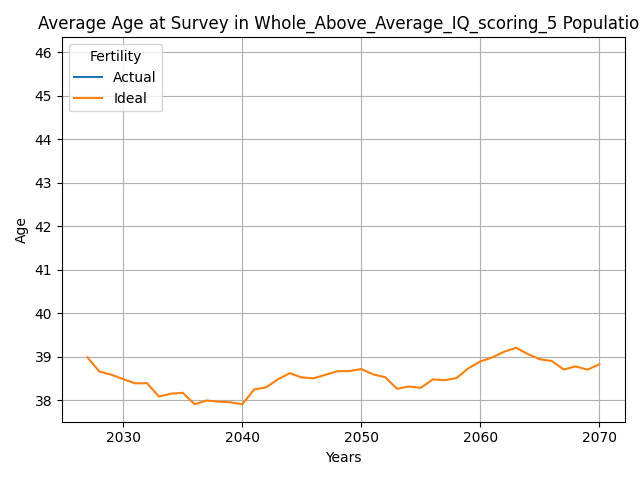 Average Age at Survey in Whole_Above_Average_IQ_scoring_5 Populatio
Fertility
Actual
Ideal
46
45
44
43
42
41
40
39
38
Age
2030 2040 2050 2060 2070
Years